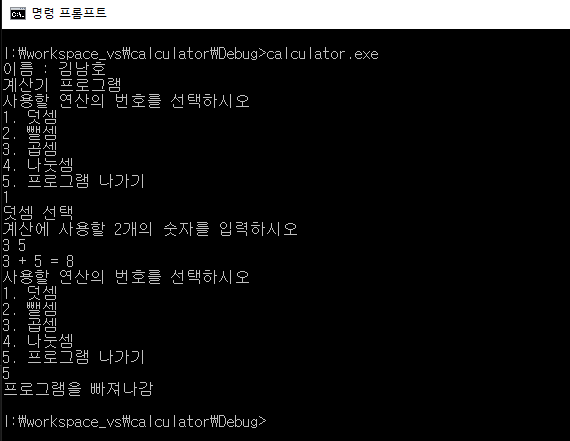 명령 프롬프트
I:₩workspace_vs₩calculator₩Debug>calculator.exe
이름 : 김남호
계산기 프로그램
사용할 연산의 번호를 선택하시오
1. 덧셈
2. 뺄셈
3. 곱셈
4. 나눗셈
5. 프로그램 나가기
1
덧셈 선택
계산에 사용할 2개의 숫자를 입력하시오
3 5
3 + 5 = 8
사용할 연산의 번호를 선택하시오
1. 덧셈
2. 뺄셈
3. 곱셈
4. 나눗셈
5. 프로그램 나가기
5
프로그램을 빠져나감
I:₩workspace_vs₩calculator₩Debug>